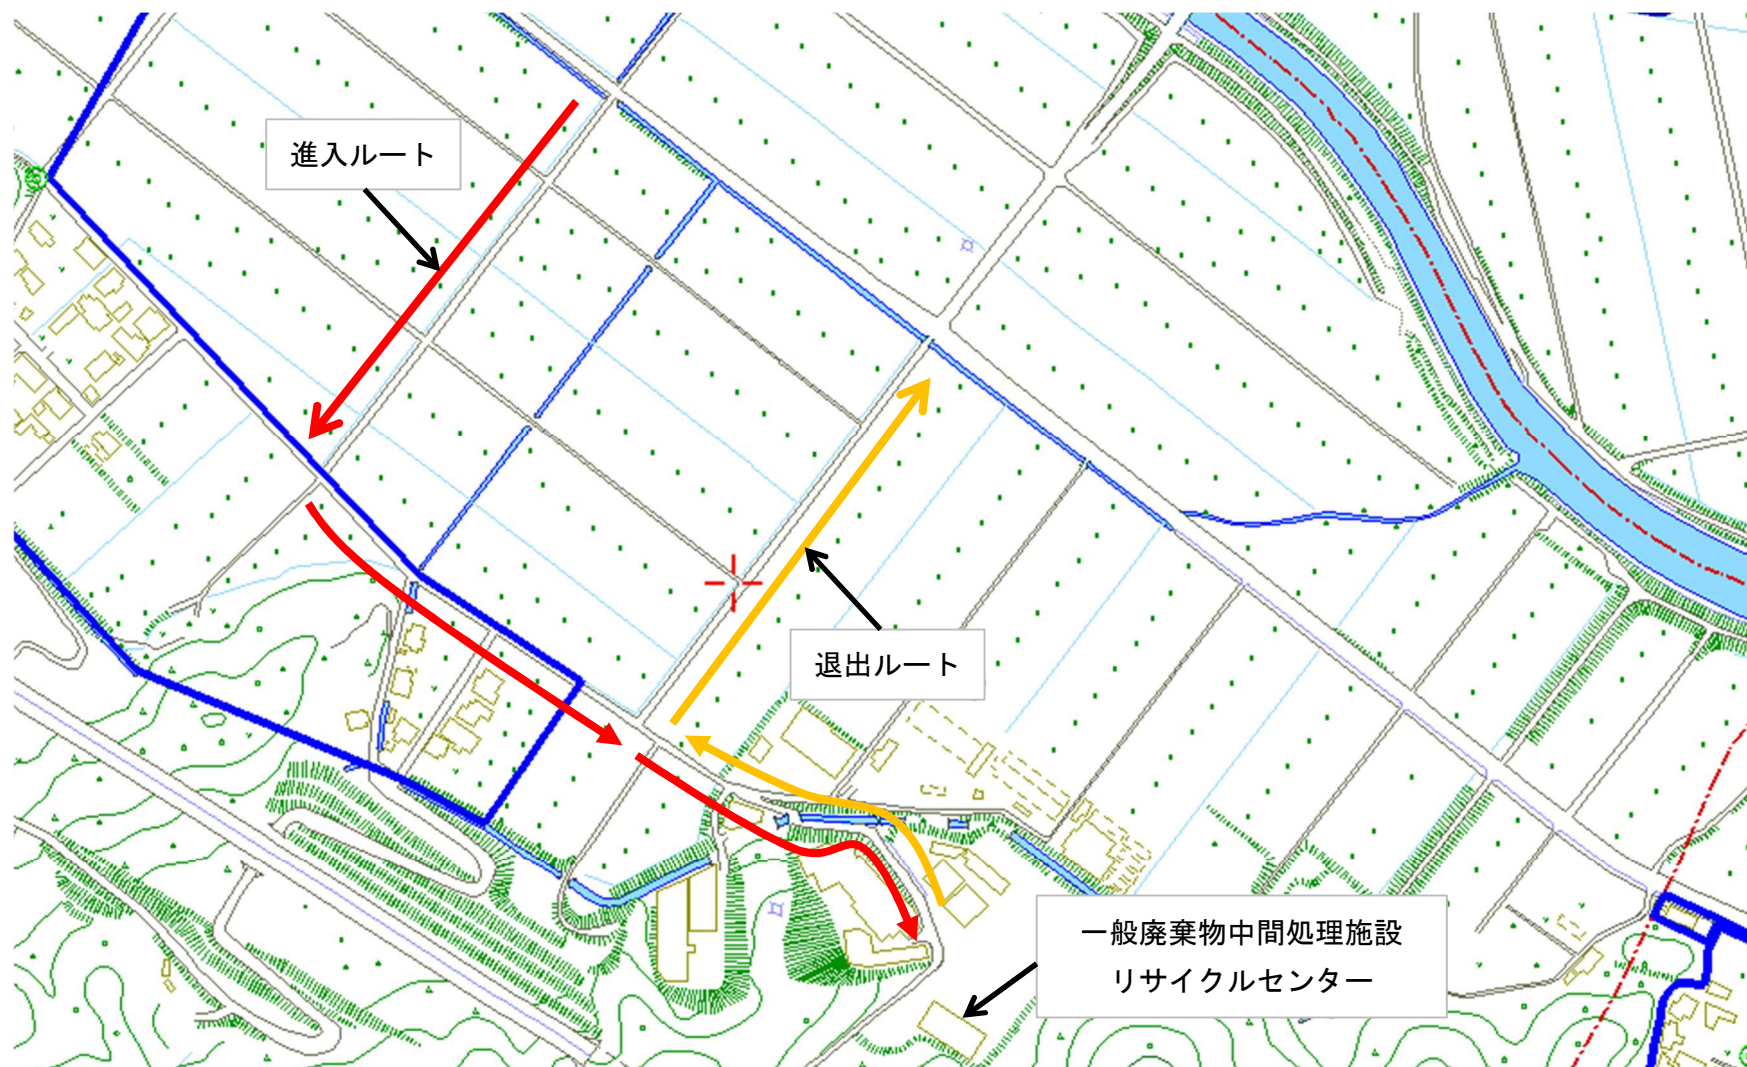 進入ルート
退出ルート
一般廃棄物中間処理施設
リサイクルセンター